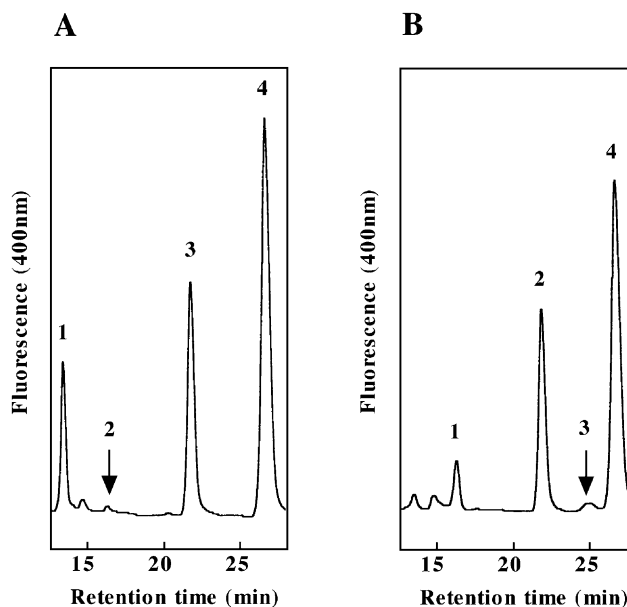 A
B
4
4
3
2
1
2
1
3
Fluorescence (400nm)
Fluorescence (400nm)
15 20 25
15 20 25
Retention time (min)
Retention time (min)